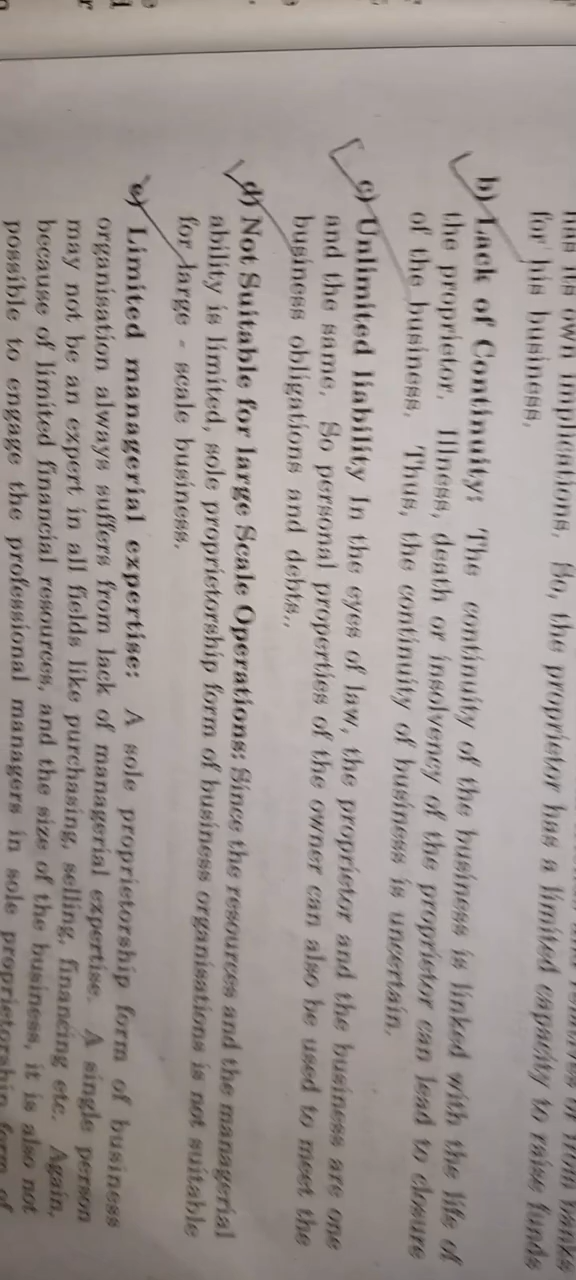 has its own implications. So, the proprietor has a limited capacity to raise funds
for his business.
b) Lack of Continuity: The continuity of the business is linked with the life of
the proprietor. Illness, death or insolvency of the proprietor can lead to closure
of the business. Thus, the continuity of business is uncertain.
c) Unlimited liability In the eyes of law, the proprietor and the business are one
and the same. So personal properties of the owner can also be used to meet the
business obligations and debts..
d) Not Suitable for large Scale Operations: Since the resources and the managerial
ability is limited, sole proprietorship form of business organisations is not suitable
for large - scale business.
e) Limited managerial expertise: A sole proprietorship form of business
organisation always suffers from lack of managerial expertise. A single person
may not be an expert in all fields like purchasing, selling, financing etc. Again,
because of limited financial resources, and the size of the business, it is also not
possible to engage the professional managers in sole proprietorship form of